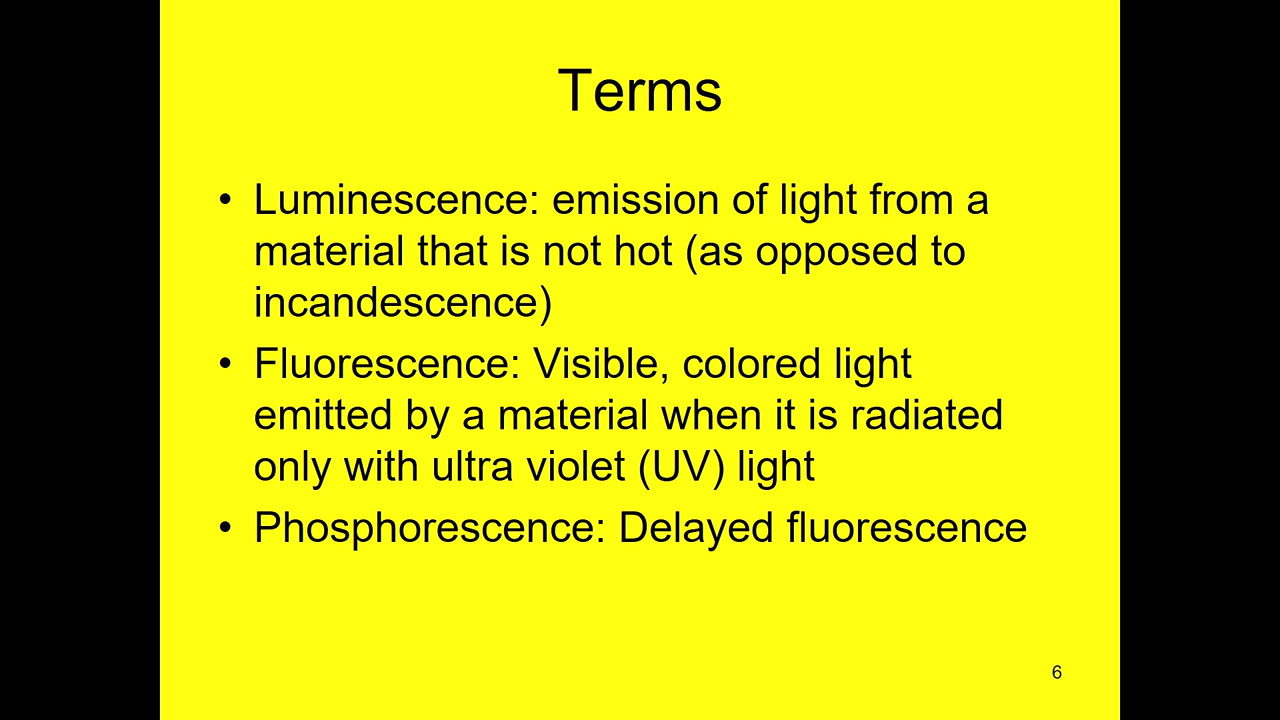 Terms
• Luminescence: emission of light from a
material that is not hot (as opposed to
incandescence)
• Fluorescence: Visible, colored light
emitted by a material when it is radiated
only with ultra violet (UV) light
• Phosphorescence: Delayed fluorescence
6